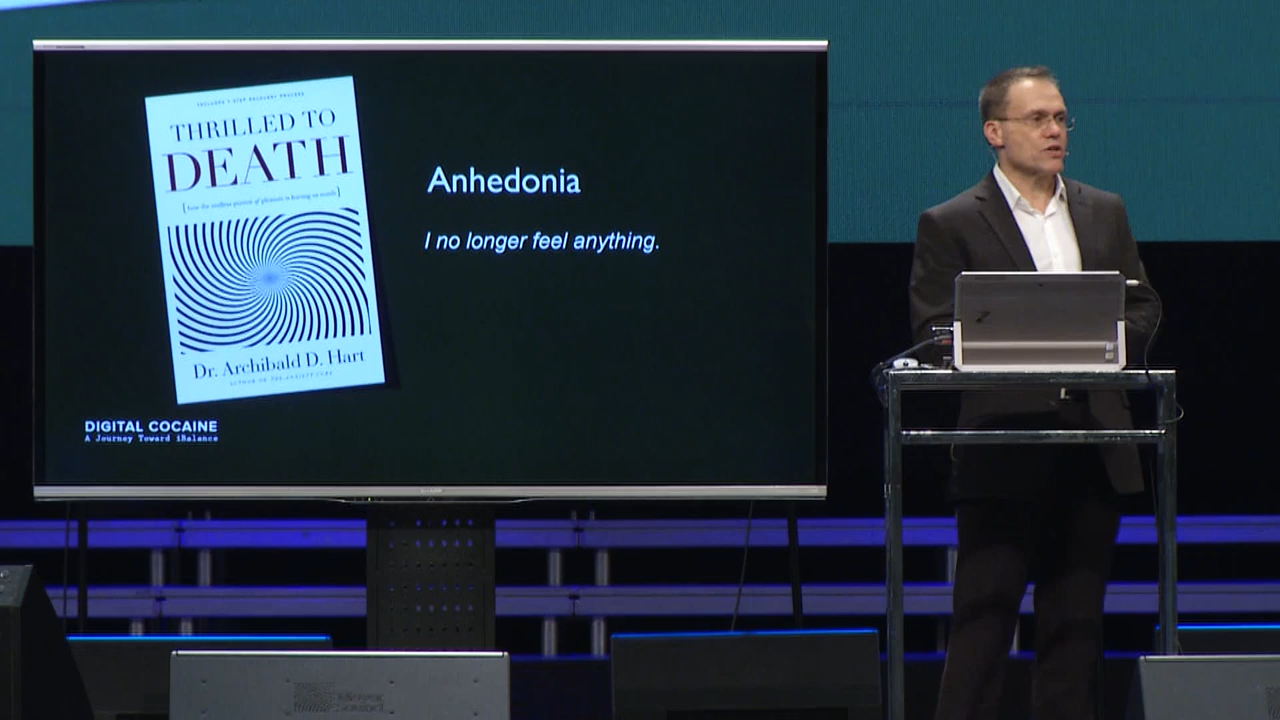 INCLUDES 7-STEP RECOVERY PROCESS
THRILLED TO
DEATH
[how the endless pursuit of pleasure is leaving us numb]
Dr. Archibald D. Hart
AUTHOR OF THE ANXIETY CURE
Anhedonia
I no longer feel anything.
DIGITAL COCAINE
A Journey Toward iBalance